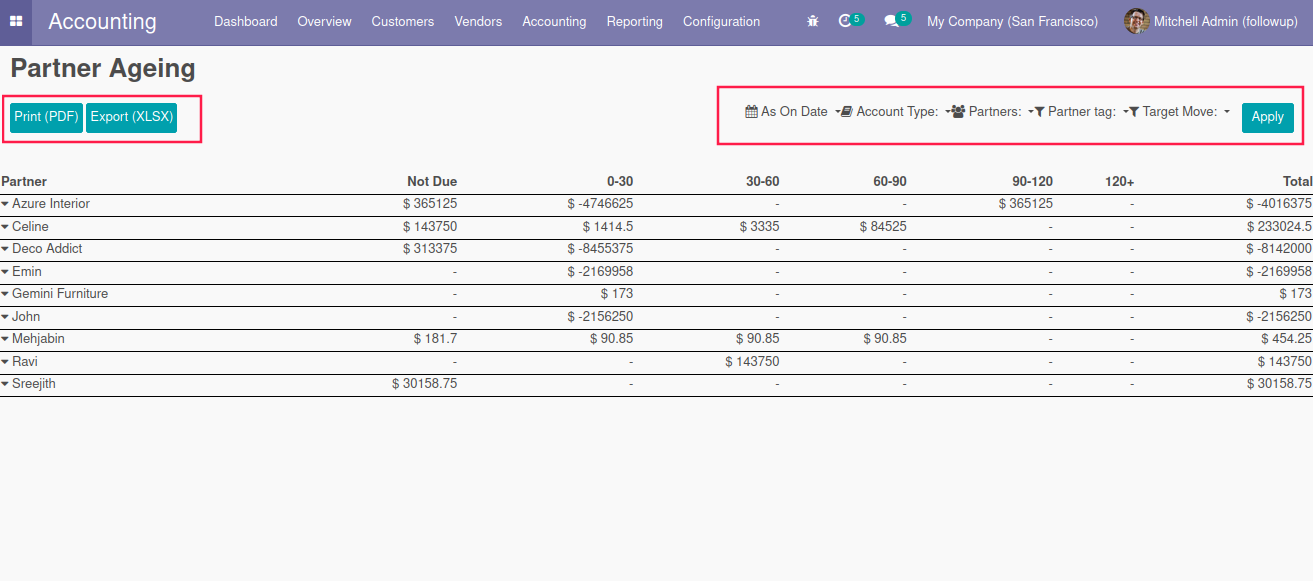 Accounting Dashboard Overview Customers Vendors Accounting Reporting Configuration 5 5 My Company (San Francisco) Mitchell Admin (followup)
Partner Ageing
Print (PDF) Export (XLSX) As On Date Account Type: Partners: Partner tag: Target Move: Apply
Partner Not Due 0-30 30-60 60-90 90-120 120+ Total
Azure Interior $ 365125 $ -4746625 - - $ 365125 - $ -4016375
Celine $ 143750 $ 1414.5 $ 3335 $ 84525 - - $ 233024.5
Deco Addict $ 313375 $ -8455375 - - - - $ -8142000
Emin - $ -2169958 - - - - $ -2169958
Gemini Furniture - $ 173 - - - - $ 173
John - $ -2156250 - - - - $ -2156250
Mehjabin $ 181.7 $ 90.85 $ 90.85 $ 90.85 - - $ 454.25
Ravi - - $ 143750 - - - $ 143750
Sreejith $ 30158.75 - - - - - $ 30158.75